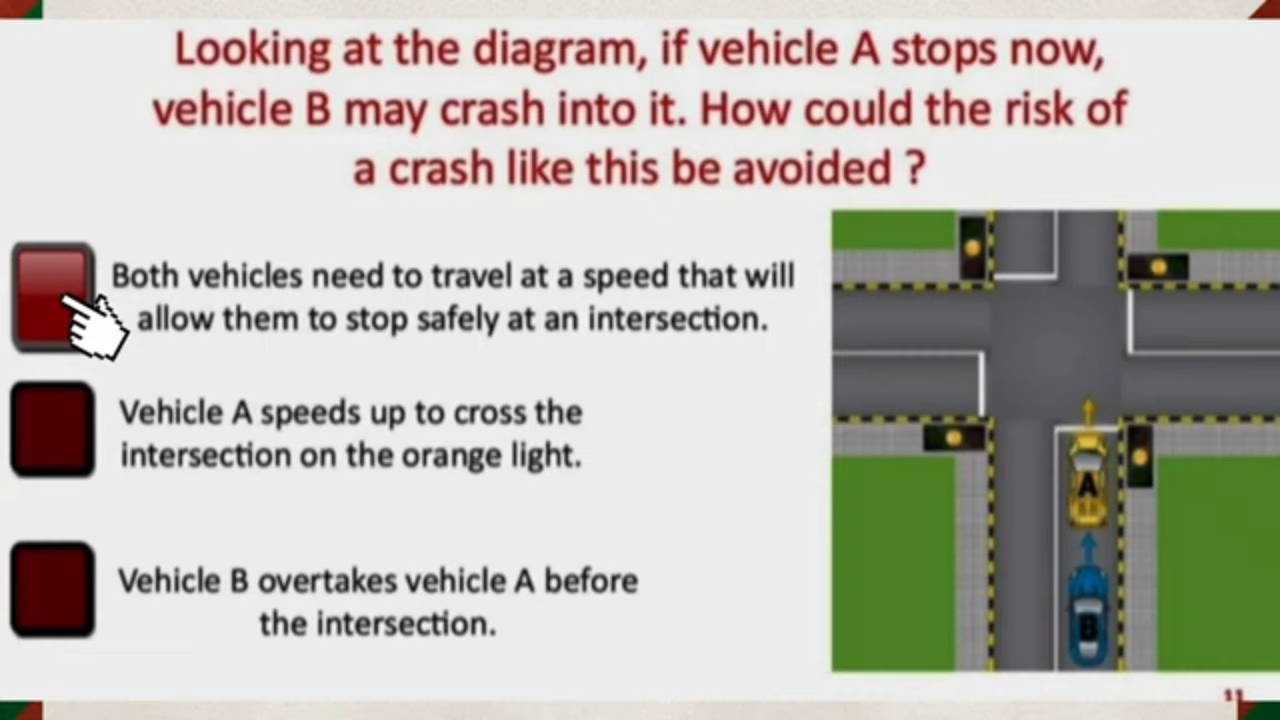 Looking at the diagram, if vehicle A stops now,
vehicle B may crash into it. How could the risk of
a crash like this be avoided ?
Both vehicles need to travel at a speed that will
allow them to stop safely at an intersection.
Vehicle A speeds up to cross the
intersection on the orange light.
Vehicle B overtakes vehicle A before
the intersection.
A
B
11